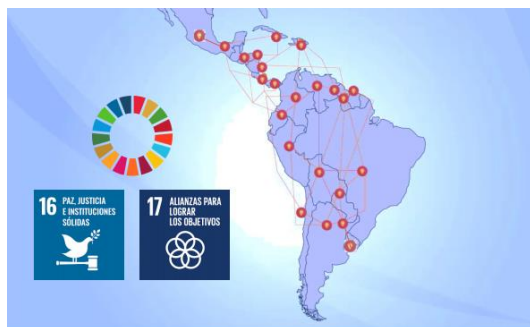 16 PAZ, JUSTICIA
E INSTITUCIONES
SÓLIDAS
17 ALIANZAS PARA
LOGRAR
LOS OBJETIVOS